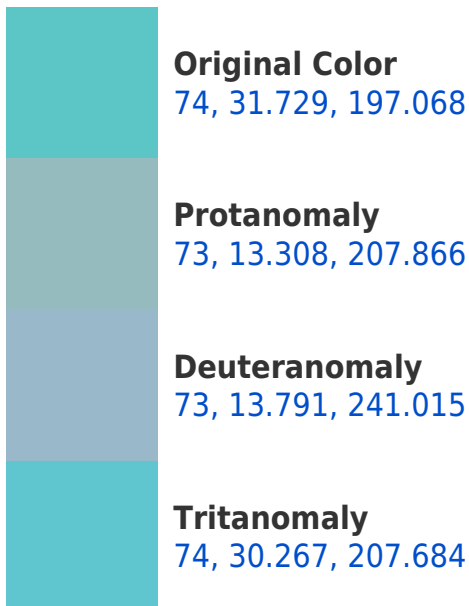 Original Color
74, 31.729, 197.068
Protanomaly
73, 13.308, 207.866
Deuteranomaly
73, 13.791, 241.015
Tritanomaly
74, 30.267, 207.684